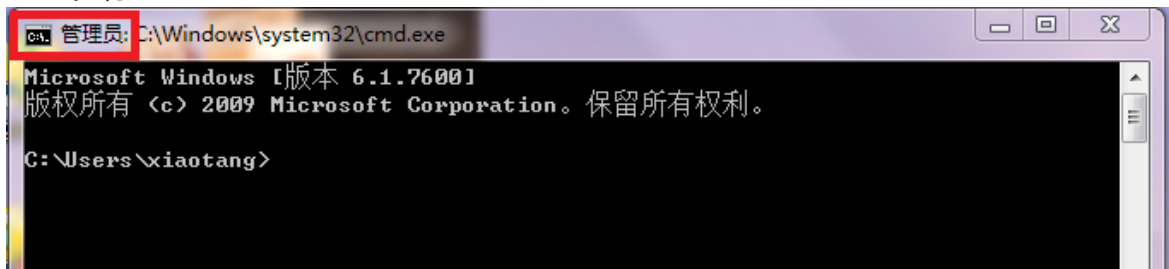 管理员: C:\Windows\system32\cmd.exe
Microsoft Windows [版本 6.1.7600]
版权所有 (c) 2009 Microsoft Corporation。保留所有权利。
C:\Users\xiaotang>